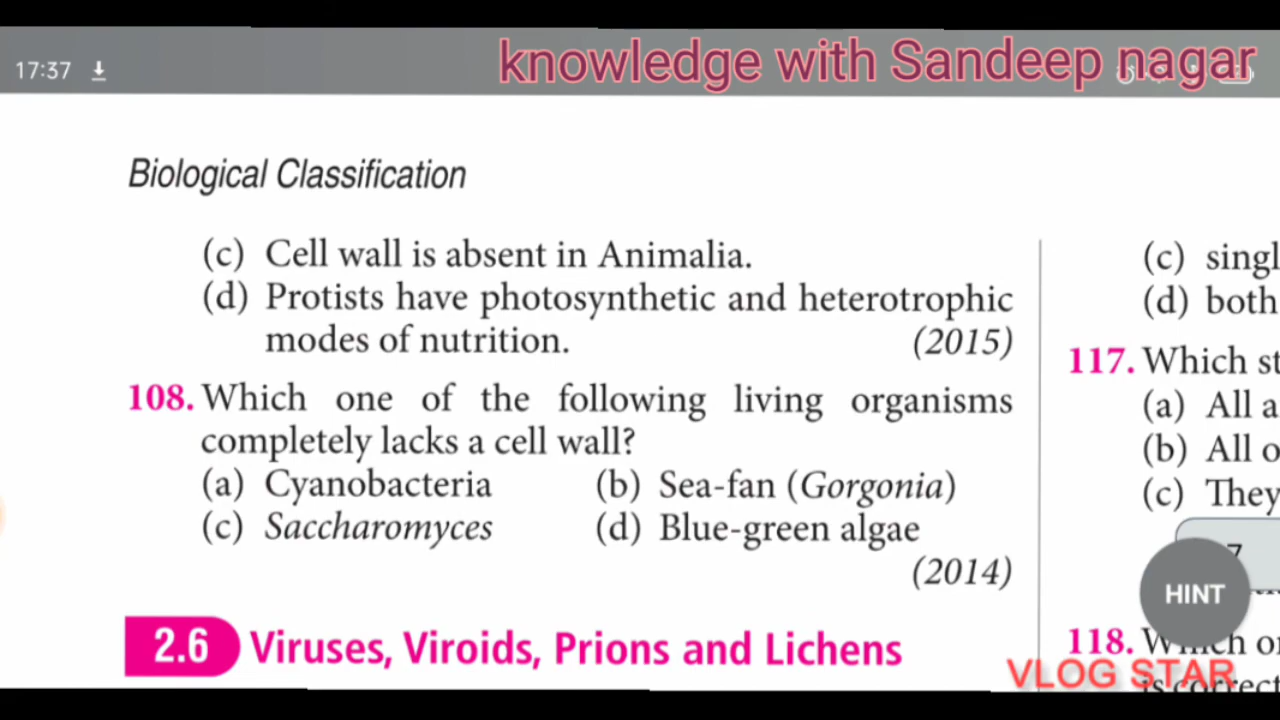 17:37
knowledge with Sandeep nagar
Biological Classification
(c) Cell wall is absent in Animalia.
(d) Protists have photosynthetic and heterotrophic
modes of nutrition. (2015)
108. Which one of the following living organisms
completely lacks a cell wall?
(a) Cyanobacteria (b) Sea-fan (Gorgonia)
(c) Saccharomyces (d) Blue-green algae
(2014)
2.6 Viruses, Viroids, Prions and Lichens
(c) singl
(d) both
117. Which st
(a) All a
(b) All o
(c) They
7
HINT
118.
VLOG STAR